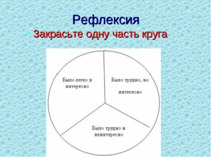 Рефлексия
Закрасьте одну часть круга
Было легко и
интересно
Было трудно, но
интересно
Было трудно и
неинтересно